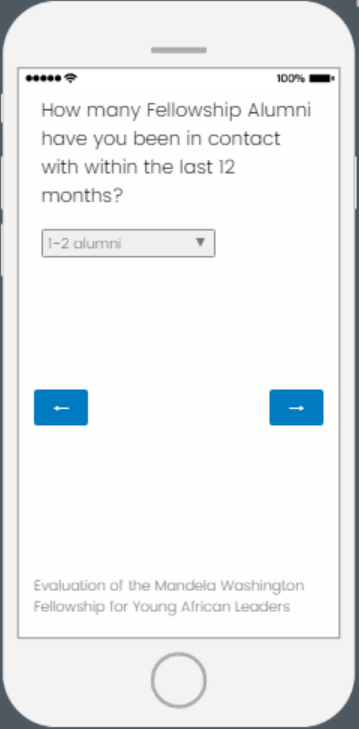 100%
How many Fellowship Alumni
have you been in contact
with within the last 12
months?
1-2 alumni
←
→
Evaluation of the Mandela Washington
Fellowship for Young African Leaders